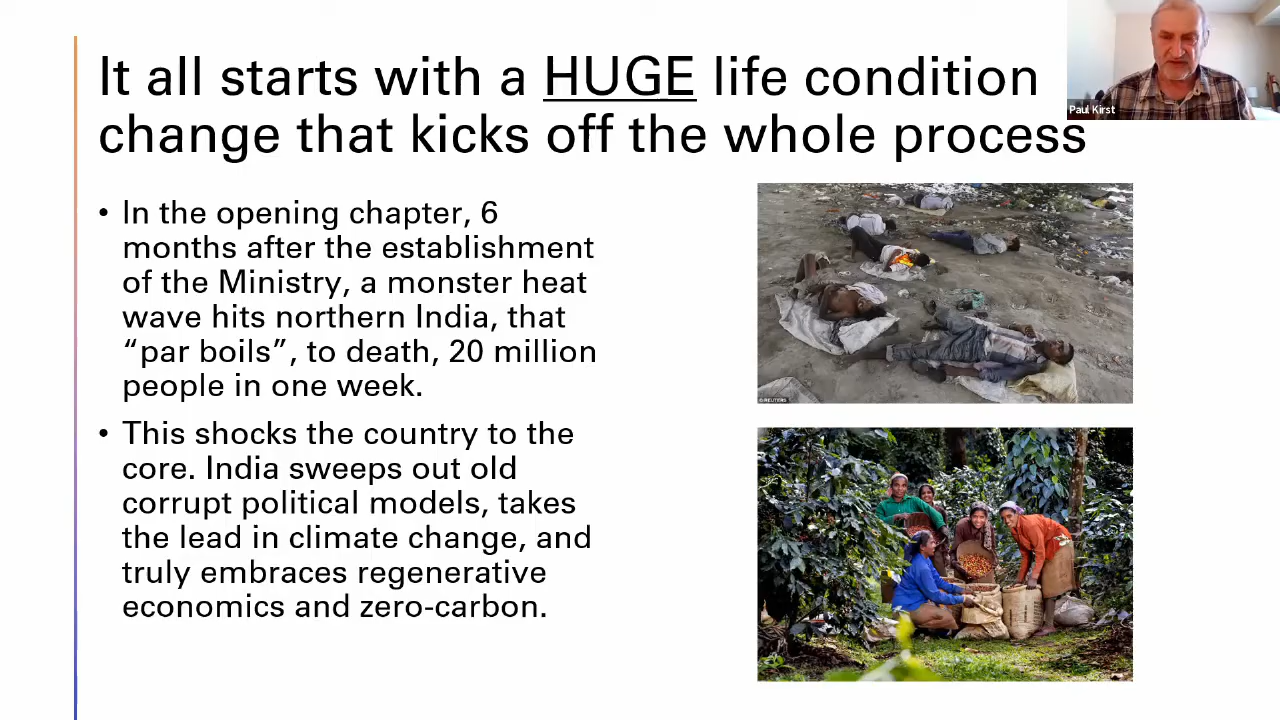 It all starts with a HUGE life condition
change that kicks off the whole process
Paul Kirst
• In the opening chapter, 6
months after the establishment
of the Ministry, a monster heat
wave hits northern India, that
“par boils”, to death, 20 million
people in one week.
• This shocks the country to the
core. India sweeps out old
corrupt political models, takes
the lead in climate change, and
truly embraces regenerative
economics and zero-carbon.
© REUTERS